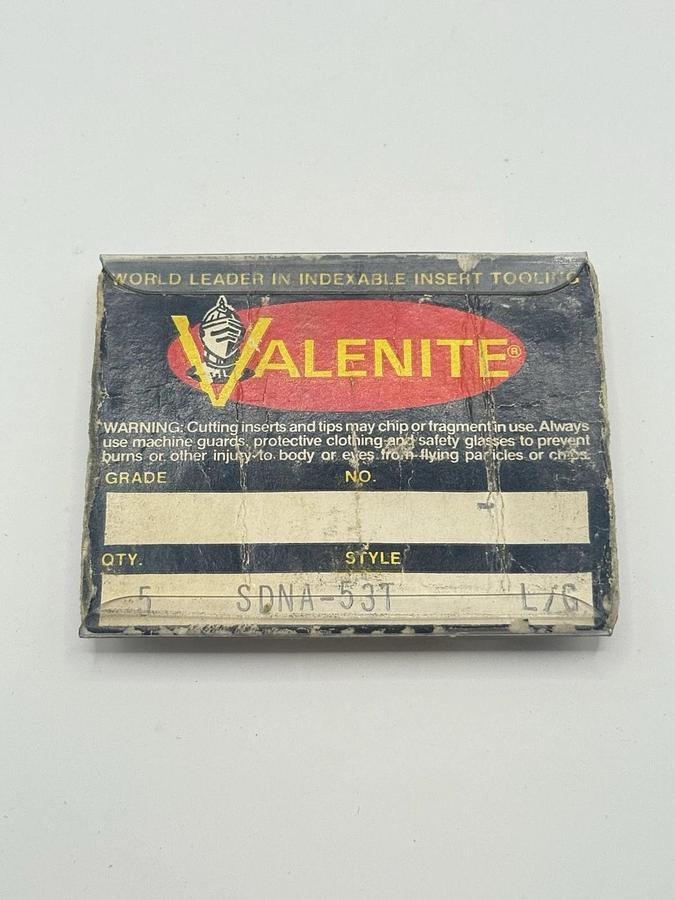 WORLD LEADER IN INDEXABLE INSERT TOOLING
VALENITE®
WARNING: Cutting inserts and tips may chip or fragment in use. Always
use machine guards, protective clothing and safety glasses to prevent
burns or other injury to body or eyes from flying particles or chips.
GRADE NO.
QTY. STYLE
5 SDNA-53T L/G